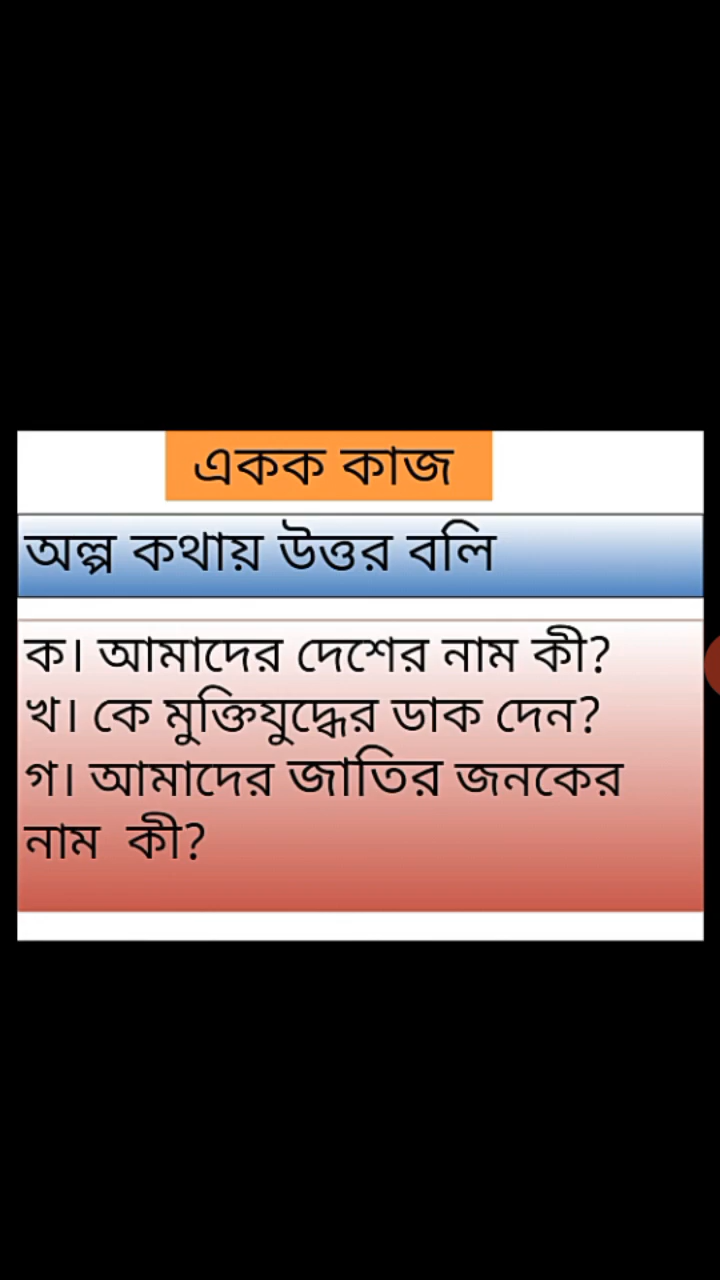 একক কাজ
অল্প কথায় উত্তর বলি
ক। আমাদের দেশের নাম কী?
খ। কে মুক্তিযুদ্ধের ডাক দেন?
গ। আমাদের জাতির জনকের
নাম কী?